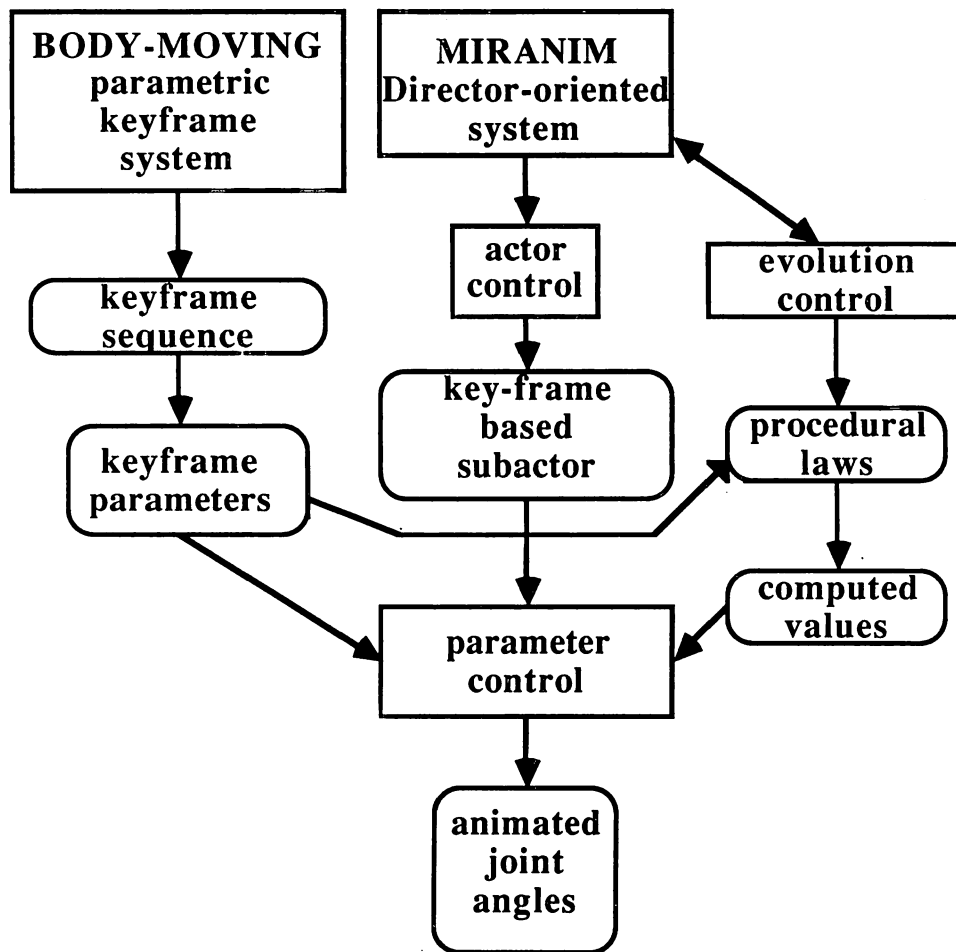 BODY-MOVING
parametric
keyframe
system
MIRANIM
Director-oriented
system
actor
control
evolution
control
keyframe
sequence
key-frame
based
subactor
procedural
laws
keyframe
parameters
computed
values
parameter
control
animated
joint
angles